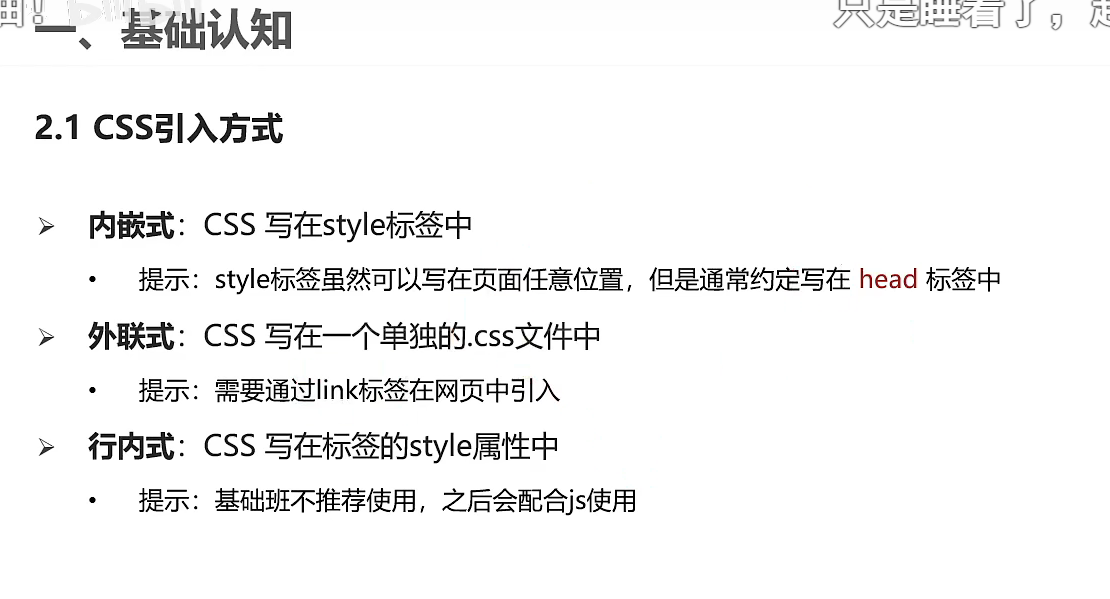 一、基础认知
只是睡着了，
2.1 CSS引入方式
内嵌式：CSS 写在style标签中
提示：style标签虽然可以写在页面任意位置，但是通常约定写在 head 标签中
外联式：CSS 写在一个单独的.css文件中
提示：需要通过link标签在网页中引入
行内式：CSS 写在标签的style属性中
提示：基础班不推荐使用，之后会配合js使用